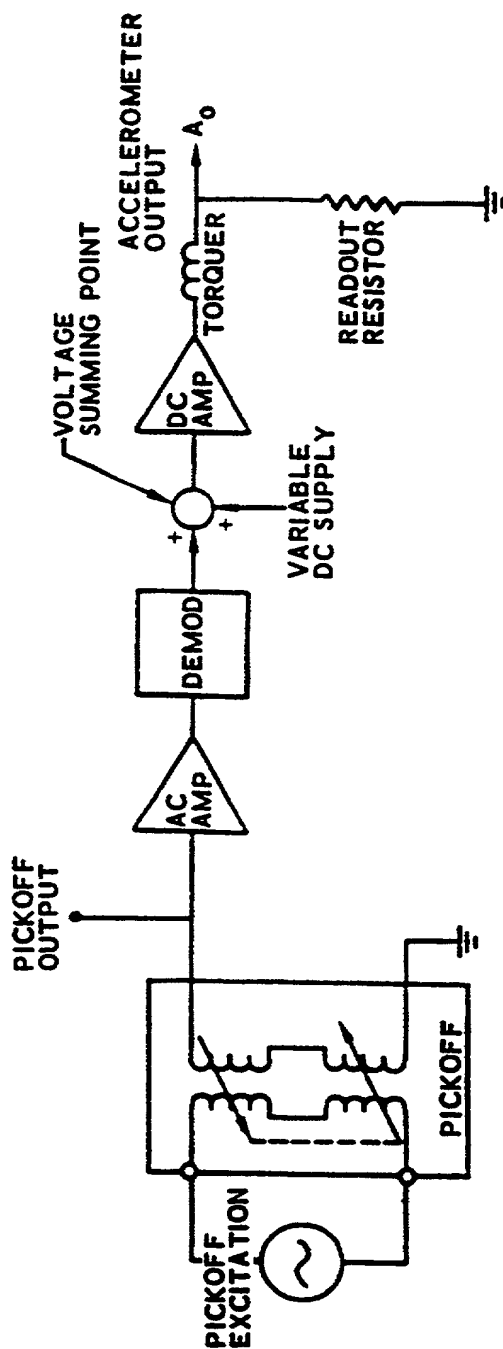 PICKOFF
EXCITATION
PICKOFF
PICKOFF
OUTPUT
AC
AMP
DEMOD
VOLTAGE
SUMMING POINT
+
+
VARIABLE
DC SUPPLY
DC
AMP
TORQUER
ACCELEROMETER
OUTPUT
A₀
READOUT
RESISTOR